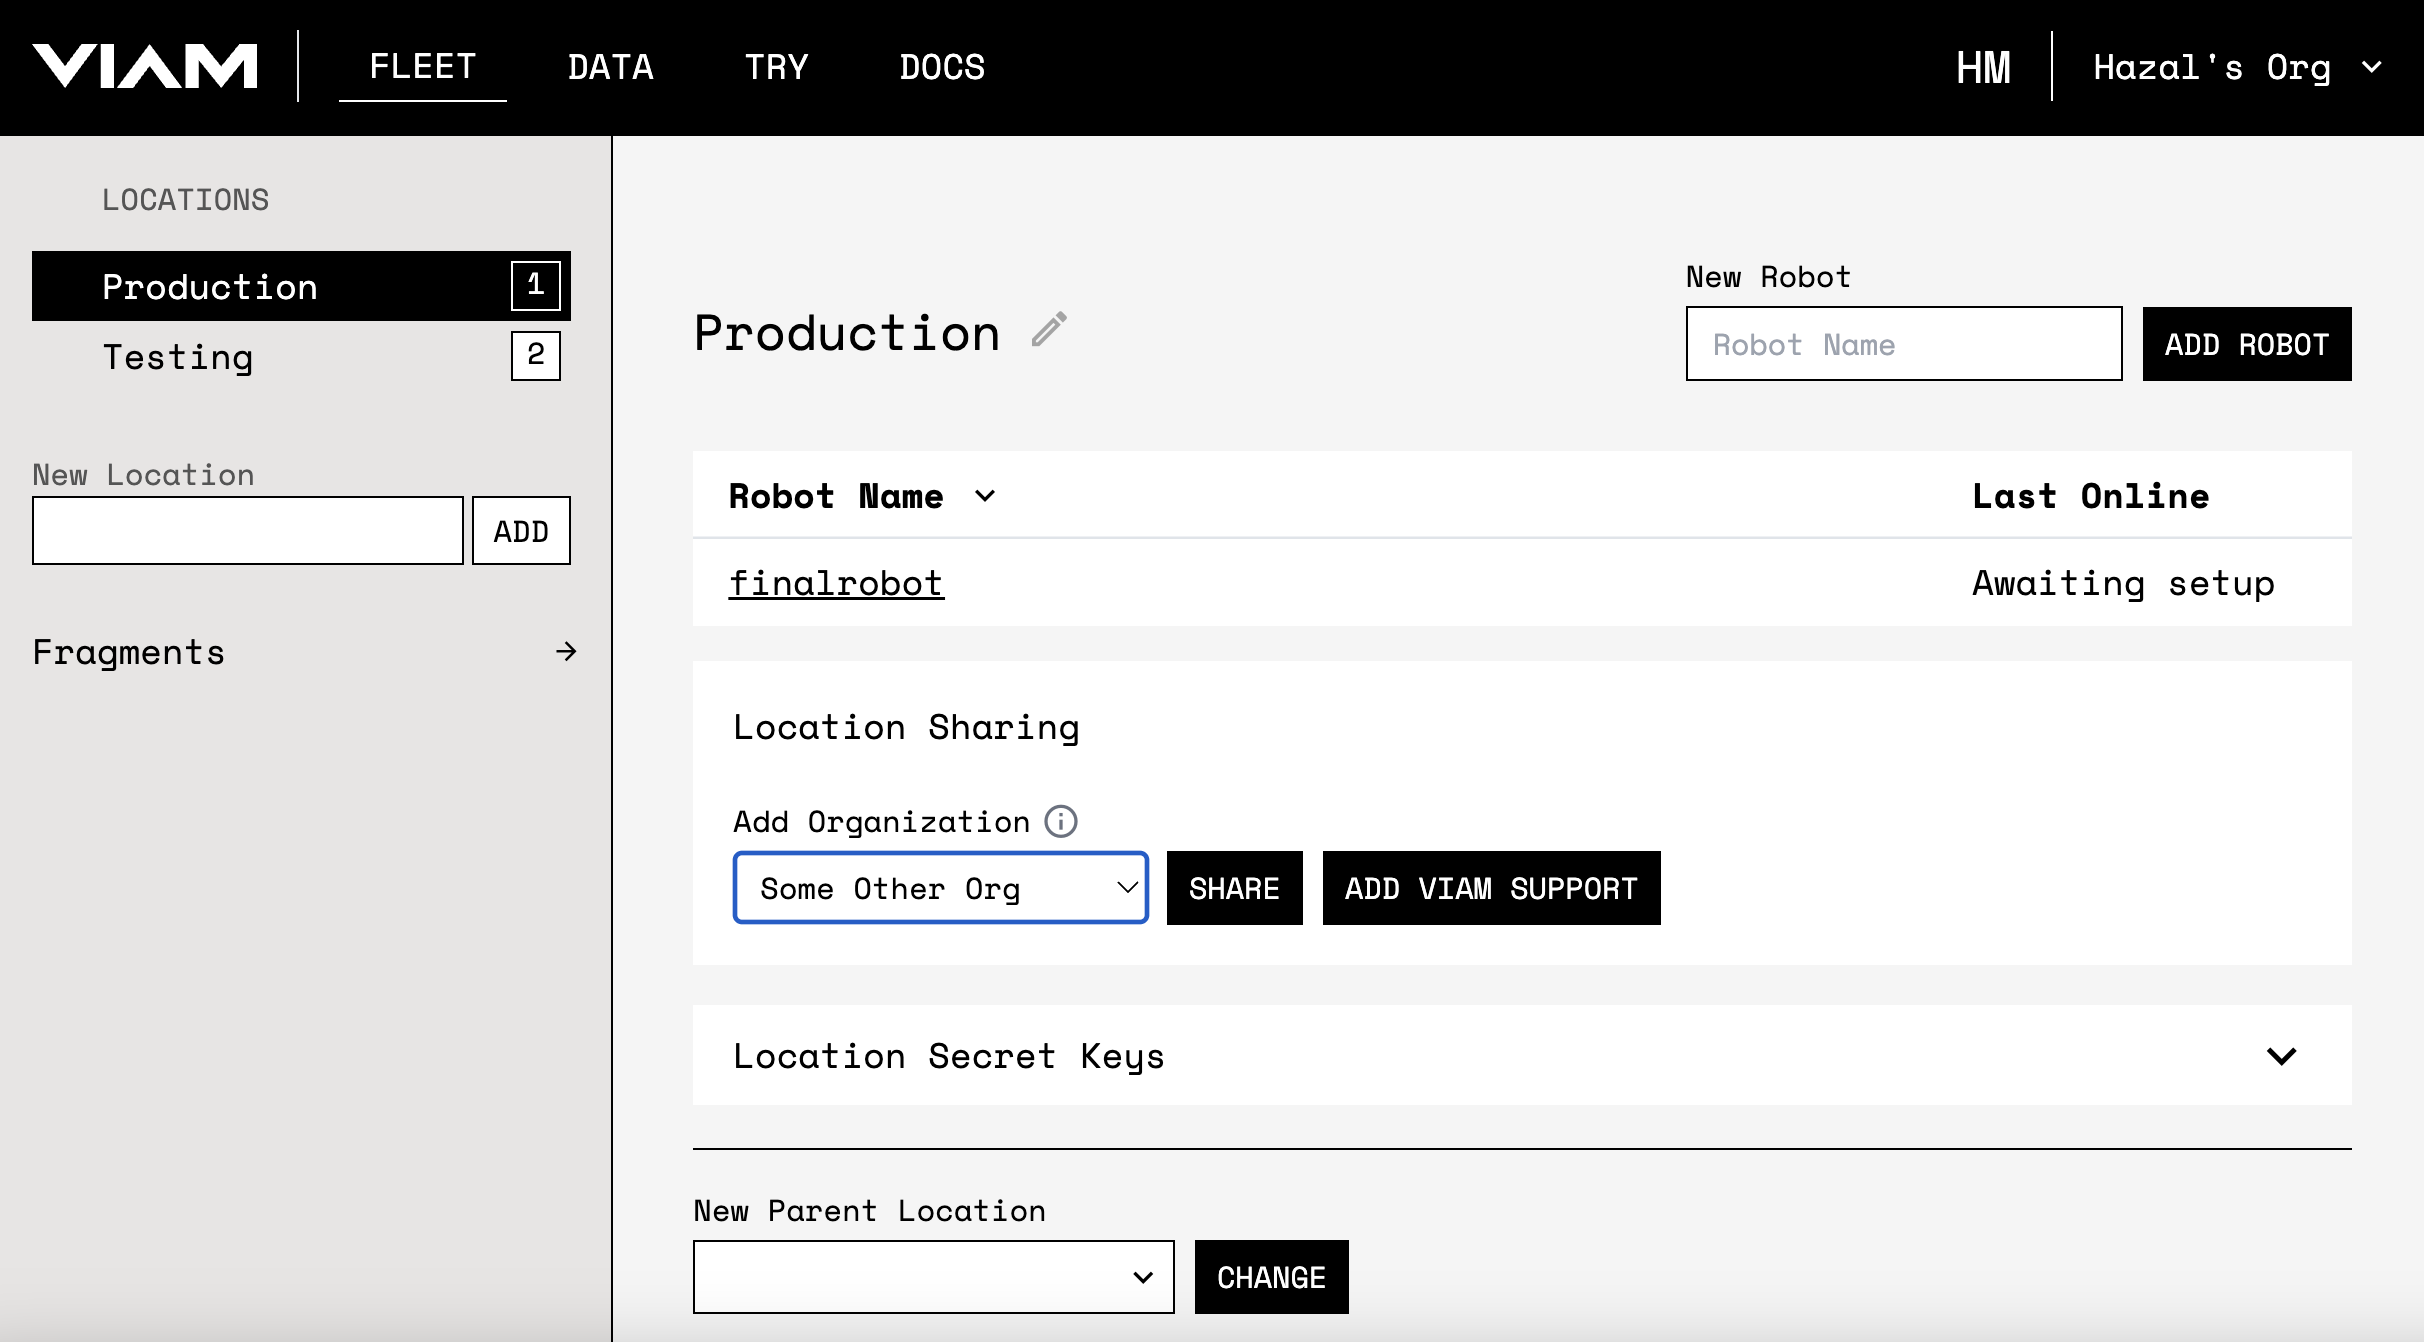 VIAM
FLEET
DATA
TRY
DOCS
HM
Hazal's Org
LOCATIONS
Production
1
Testing
2
New Location
ADD
Fragments
Production
New Robot
Robot Name
ADD ROBOT
Robot Name
Last Online
finalrobot
Awaiting setup
Location Sharing
Add Organization
Some Other Org
SHARE
ADD VIAM SUPPORT
Location Secret Keys
New Parent Location
CHANGE